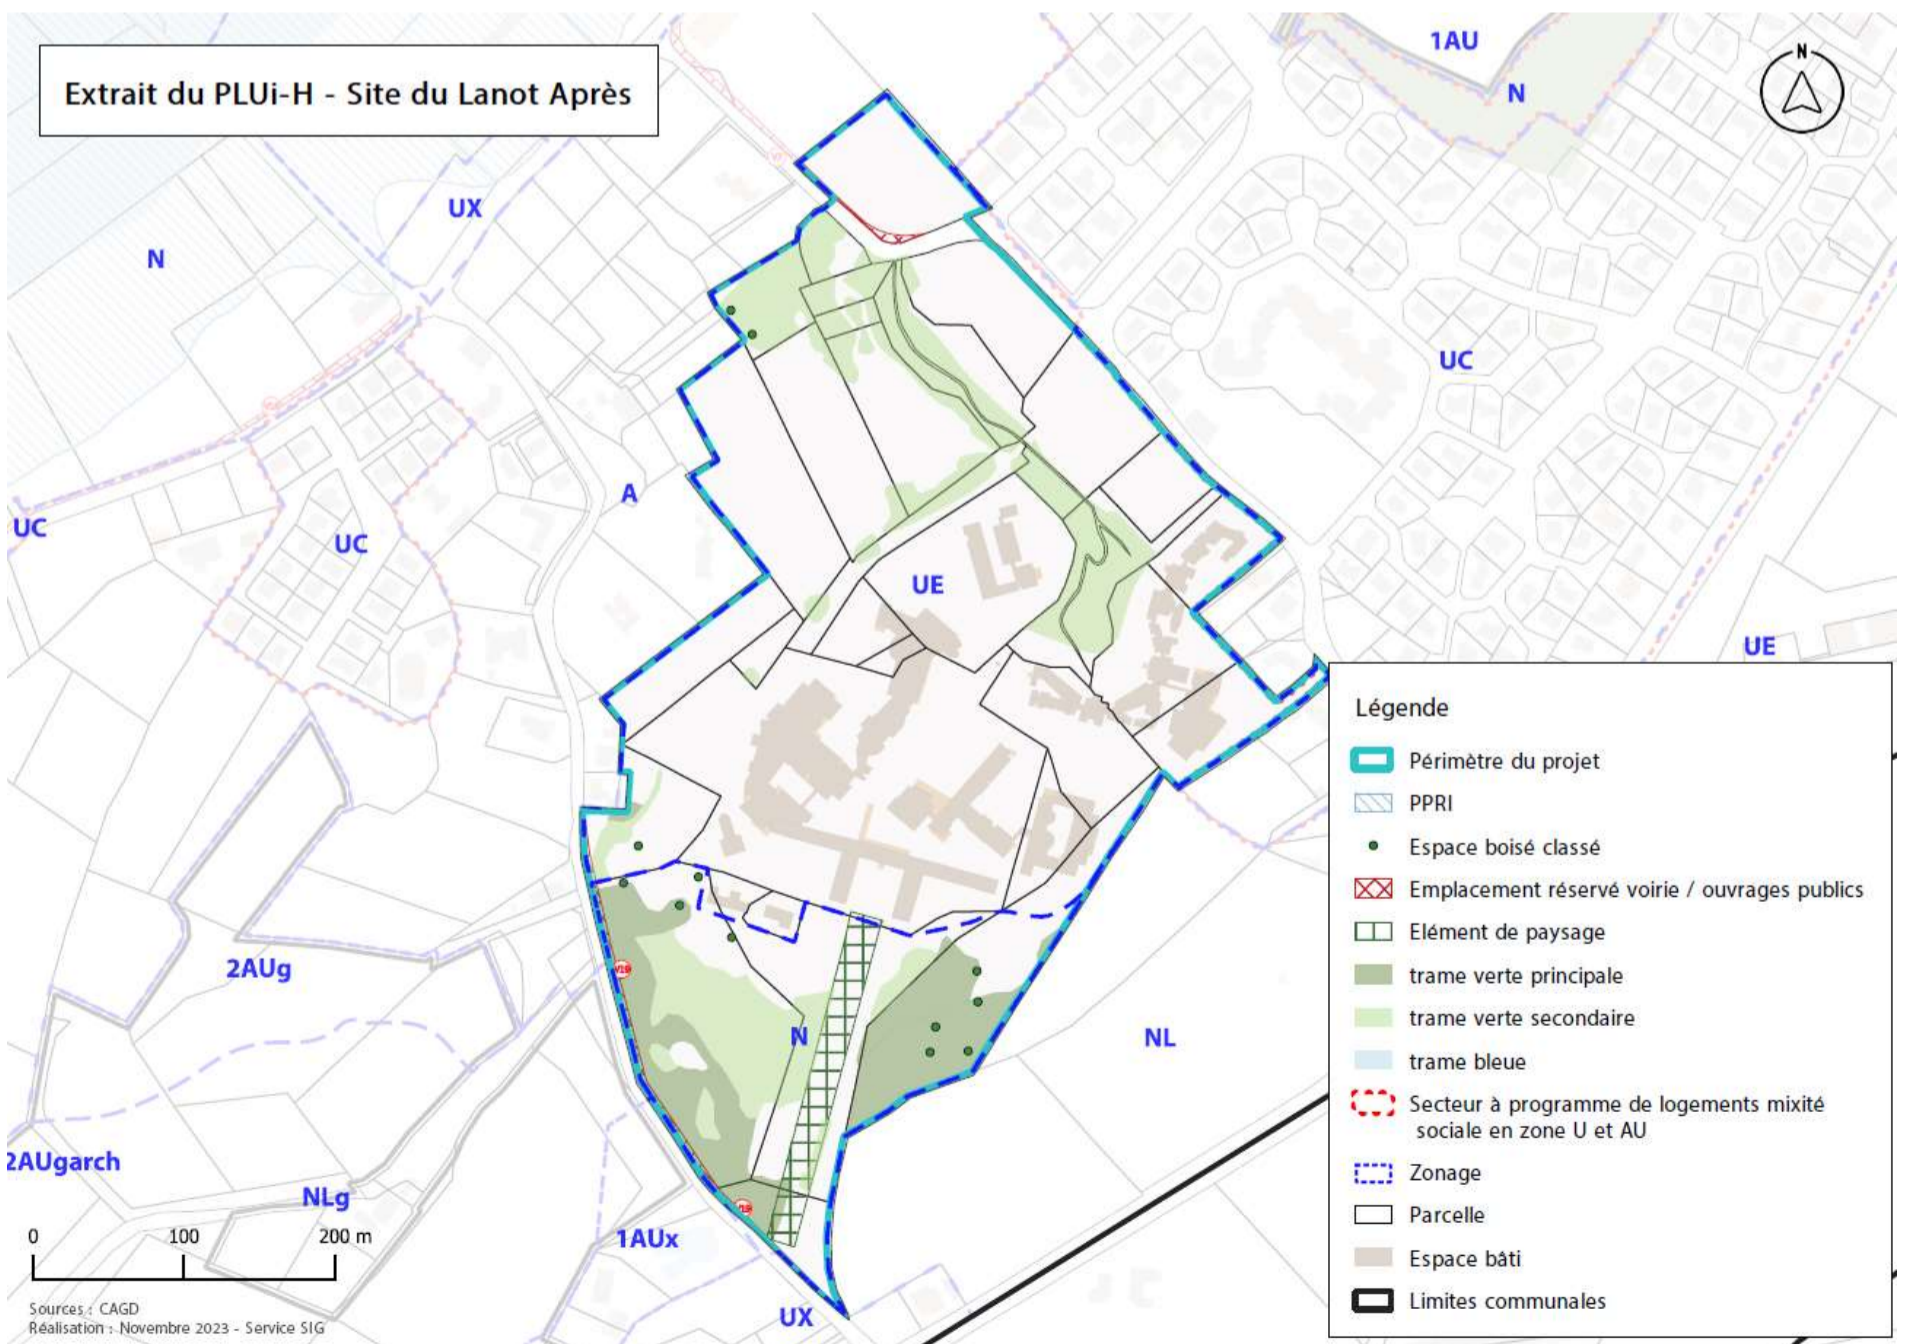 Extrait du PLUi-H - Site du Lanot Après
1AU
N
N
UX
N
UC
A
UC
UC
UE
UE
2AUg
N
NL
2AUgarch
NLg
1AUx
UX
V19
V19
Légende
Périmètre du projet
PPRI
Espace boisé classé
Emplacement réservé voirie / ouvrages publics
Elément de paysage
trame verte principale
trame verte secondaire
trame bleue
Secteur à programme de logements mixité
sociale en zone U et AU
Zonage
Parcelle
Espace bâti
Limites communales
0 100 200 m
Sources : CAGD
Réalisation : Novembre 2023 - Service SIG